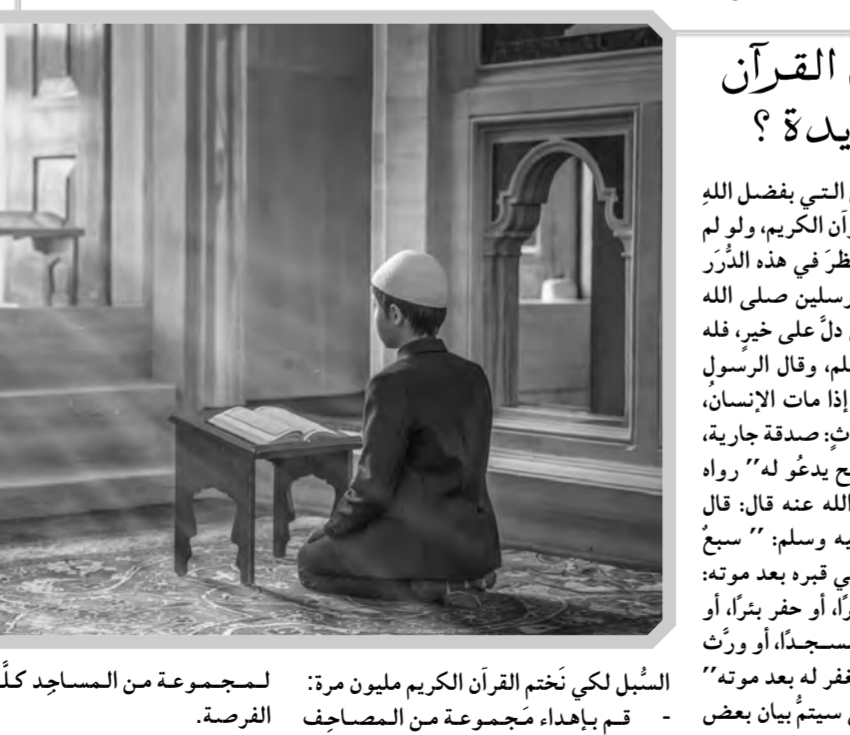 القرآن
يدة ؟
التي بفضل اللهِ
رآن الكريم، ولو لم
ظرَ في هذه الدُّرَر
رسلين صلى الله
دلَّ على خيرٍ، فله
لم، وقال الرسول
إذا مات الإنسانُ،
اثٍ: صدقة جارية،
ح يدعُو له” رواه
الله عنه قال: قال
يه وسلم: ” سبعٌ
ي قبره بعد موته:
رًا، أو حفر بئرًا، أو
مسجدًا، أو ورَّث
غفر له بعد موته”
سيتمُّ بيان بعض
السُّبل لكي نَختم القرآن الكريم مليون مرة:
- قم بإهداء مَجموعة من المصاحِف
لمجموعة من المساجِد كلَّ
الفرصة.